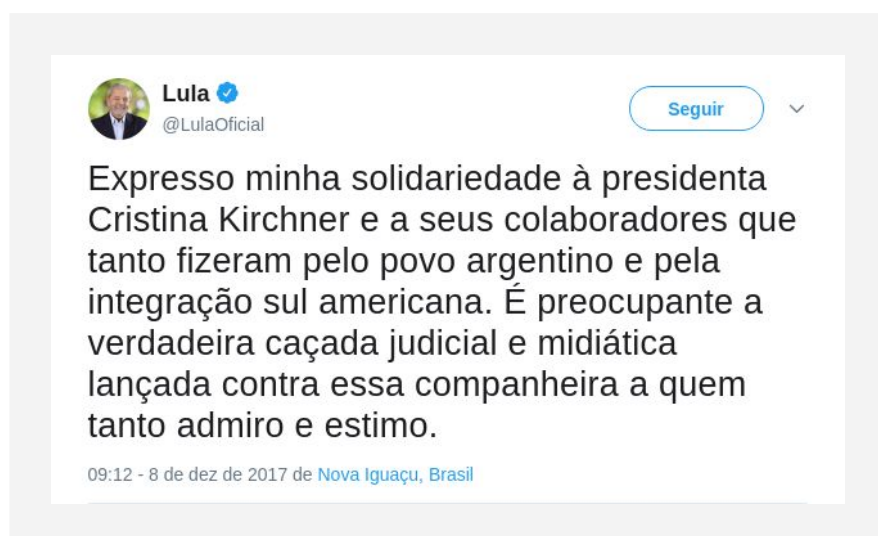 Lula
@LulaOficial
Seguir
Expresso minha solidariedade à presidenta
Cristina Kirchner e a seus colaboradores que
tanto fizeram pelo povo argentino e pela
integração sul americana. É preocupante a
verdadeira caçada judicial e midiática
lançada contra essa companheira a quem
tanto admiro e estimo.
09:12 - 8 de dez de 2017 de Nova Iguaçu, Brasil